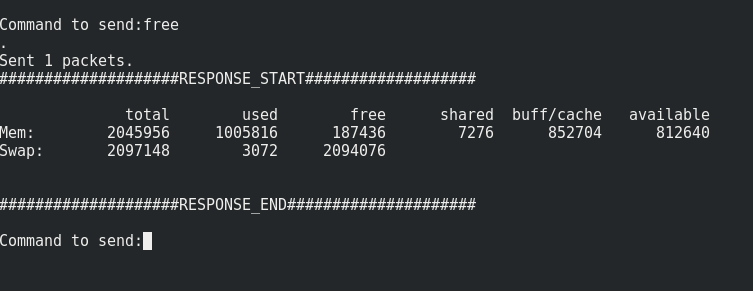 Command to send:free
.
Sent 1 packets.
####################RESPONSE_START###################
total used free shared buff/cache available
Mem: 2045956 1005816 187436 7276 852704 812640
Swap: 2097148 3072 2094076
####################RESPONSE_END#####################
Command to send: